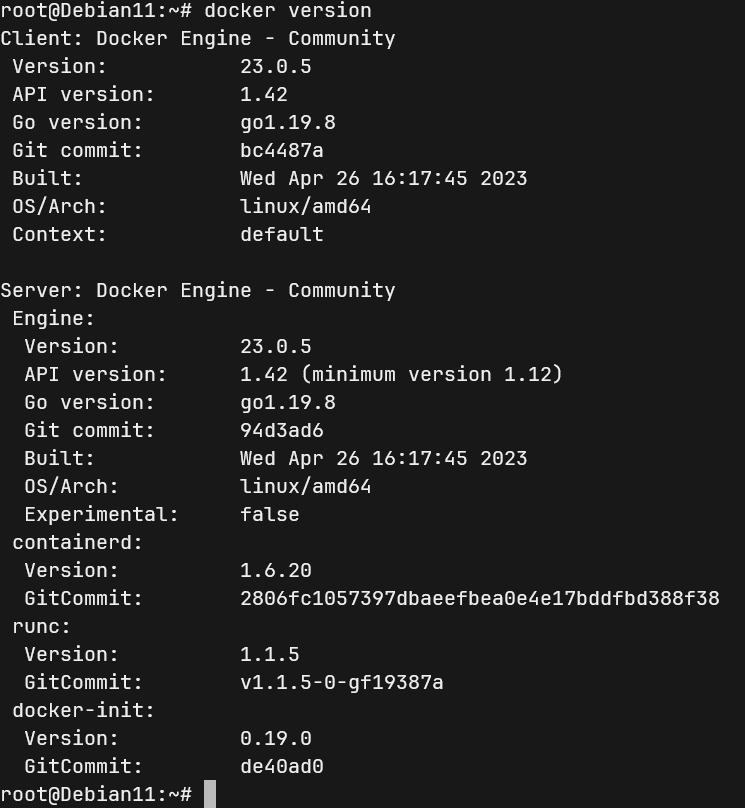 root@Debian11:~# docker version
Client: Docker Engine - Community
 Version:           23.0.5
 API version:       1.42
 Go version:        go1.19.8
 Git commit:        bc4487a
 Built:             Wed Apr 26 16:17:45 2023
 OS/Arch:           linux/amd64
 Context:           default

Server: Docker Engine - Community
 Engine:
  Version:          23.0.5
  API version:      1.42 (minimum version 1.12)
  Go version:       go1.19.8
  Git commit:       94d3ad6
  Built:            Wed Apr 26 16:17:45 2023
  OS/Arch:          linux/amd64
  Experimental:     false
 containerd:
  Version:          1.6.20
  GitCommit:        2806fc1057397dbaeefbea0e4e17bddfbd388f38
 runc:
  Version:          1.1.5
  GitCommit:        v1.1.5-0-gf19387a
 docker-init:
  Version:          0.19.0
  GitCommit:        de40ad0
root@Debian11:~#